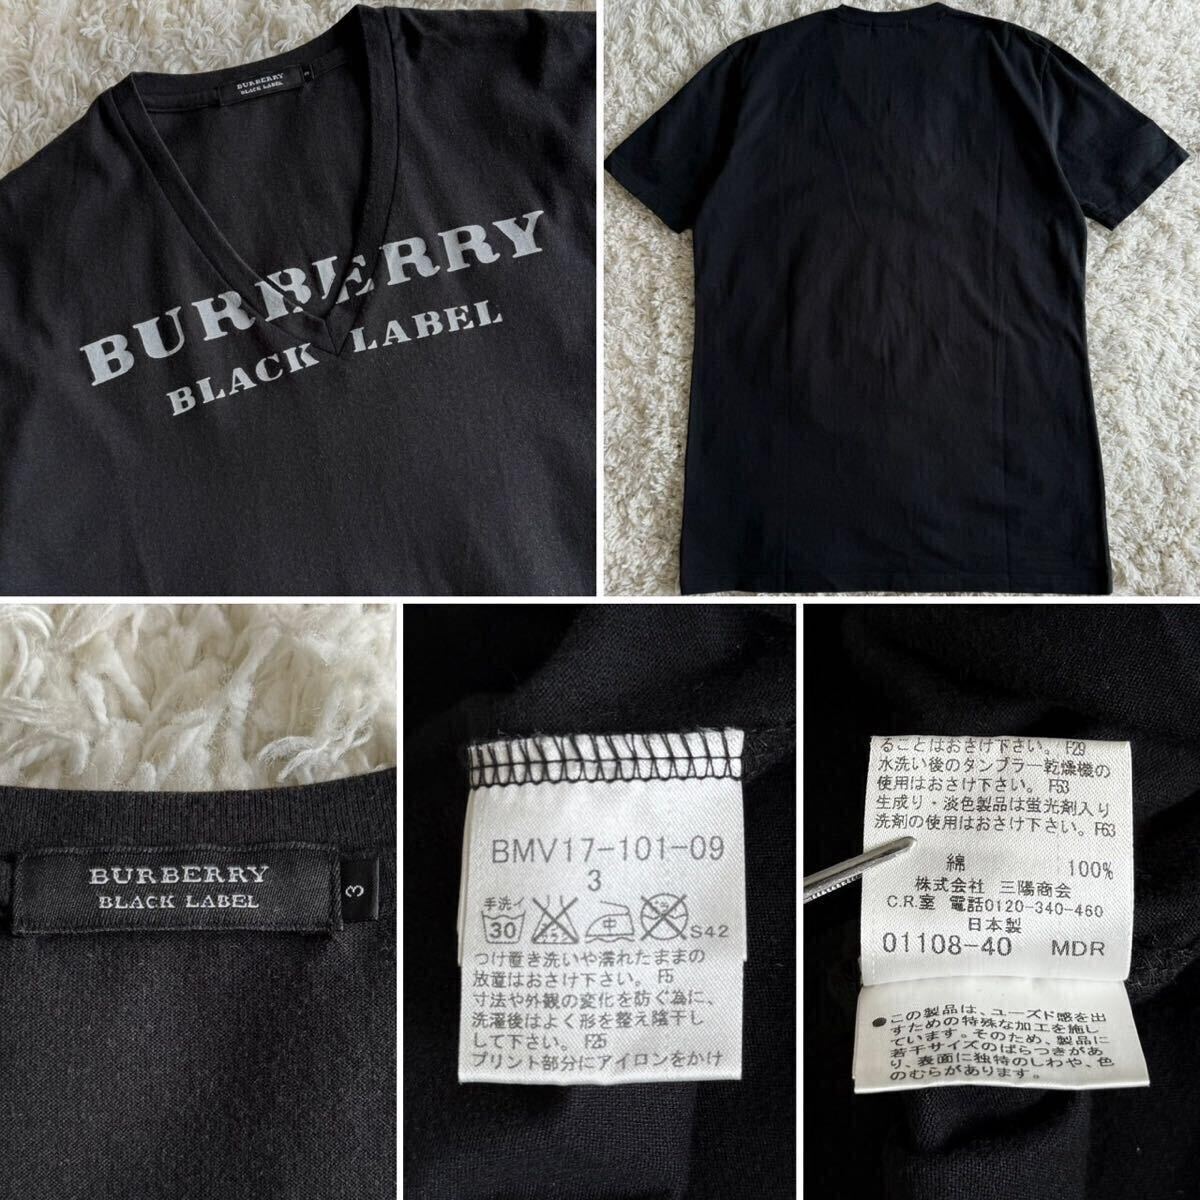 BURBERRY
BLACK LABEL
3
BURBERRY
BLACK LABEL
BURBERRY
BLACK LABEL
3
BMV17-101-09
3
手洗イ
30
中
S42
つけ置き洗いや濡れたままの
放置はおさけ下さい。 F5
寸法や外観の変化を防ぐ為に、
洗濯後はよく形を整え陰干し
して下さい。 F25
プリント部分にアイロンをかけ
ることはおさけ下さい。 F29
水洗い後のタンブラー乾燥機の
使用はおさけ下さい。 F53
生成り・淡色製品は蛍光剤入り
洗剤の使用はおさけ下さい。F63
綿 100%
株式会社 三陽商会
C.R.室 電話0120-340-460
日本製
01108-40 MDR
●この製品は、ユーズド感を出
すための特殊な加工を施し
ています。そのため、製品に
若干サイズのばらつきがあ
り、表面に独特のしわや、色
のむらがあります。